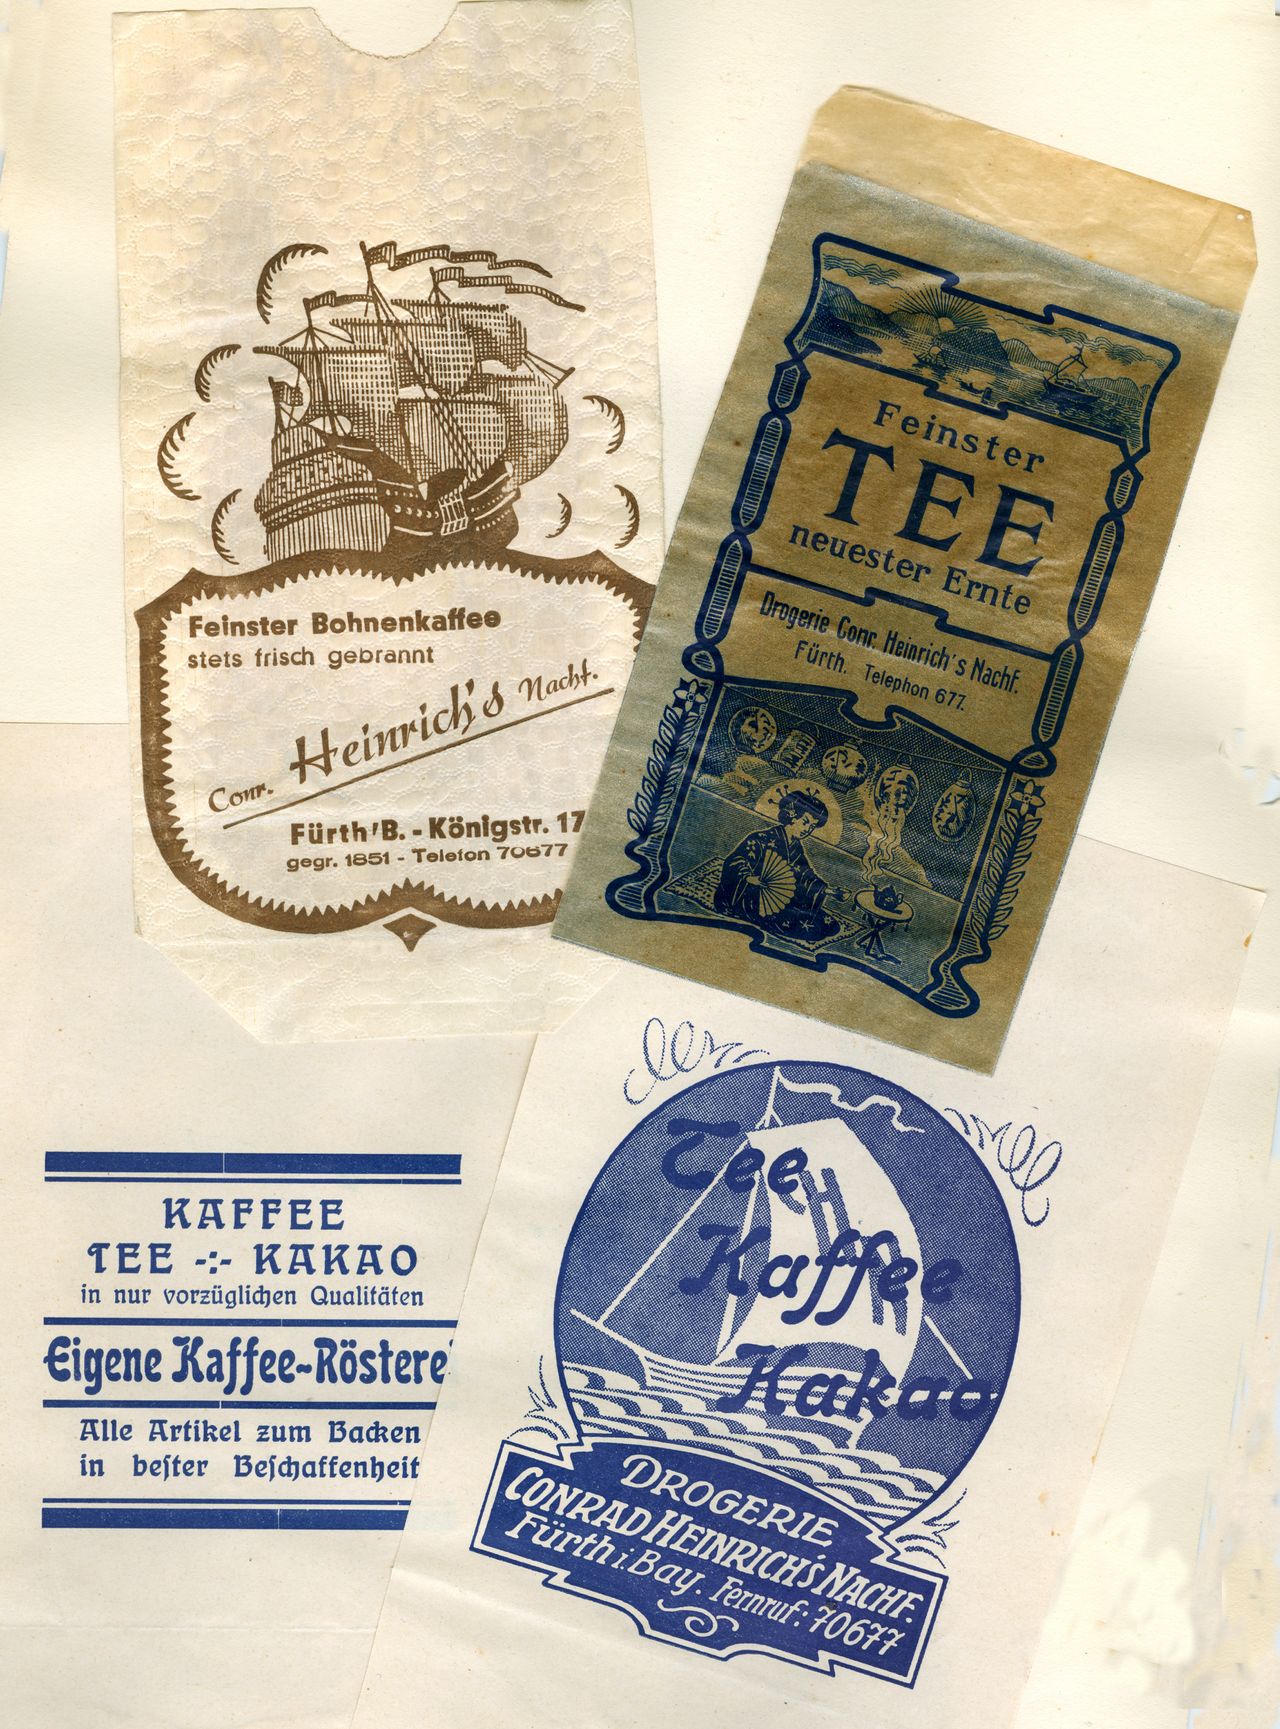 Feinster Bohnenkaffee
stets frisch gebrannt
Conr. Heinrich's Nachf.
Fürth/B. - Königstr. 17
gegr. 1851 - Telefon 70677
Feinster
TEE
neuester Ernte
Drogerie Conr. Heinrich's Nachf.
Fürth. Telephon 677.
KAFFEE
TEE -:- KAKAO
in nur vorzüglichen Qualitäten
Eigene Kaffee-Röstere
Alle Artikel zum Backen
in beſter Beſchaffenheit
Tee
Kaffee
Kakao
CH
DROGERIE
CONRAD HEINRICH'S NACHF.
Fürth i. Bay. Fernruf: 70677